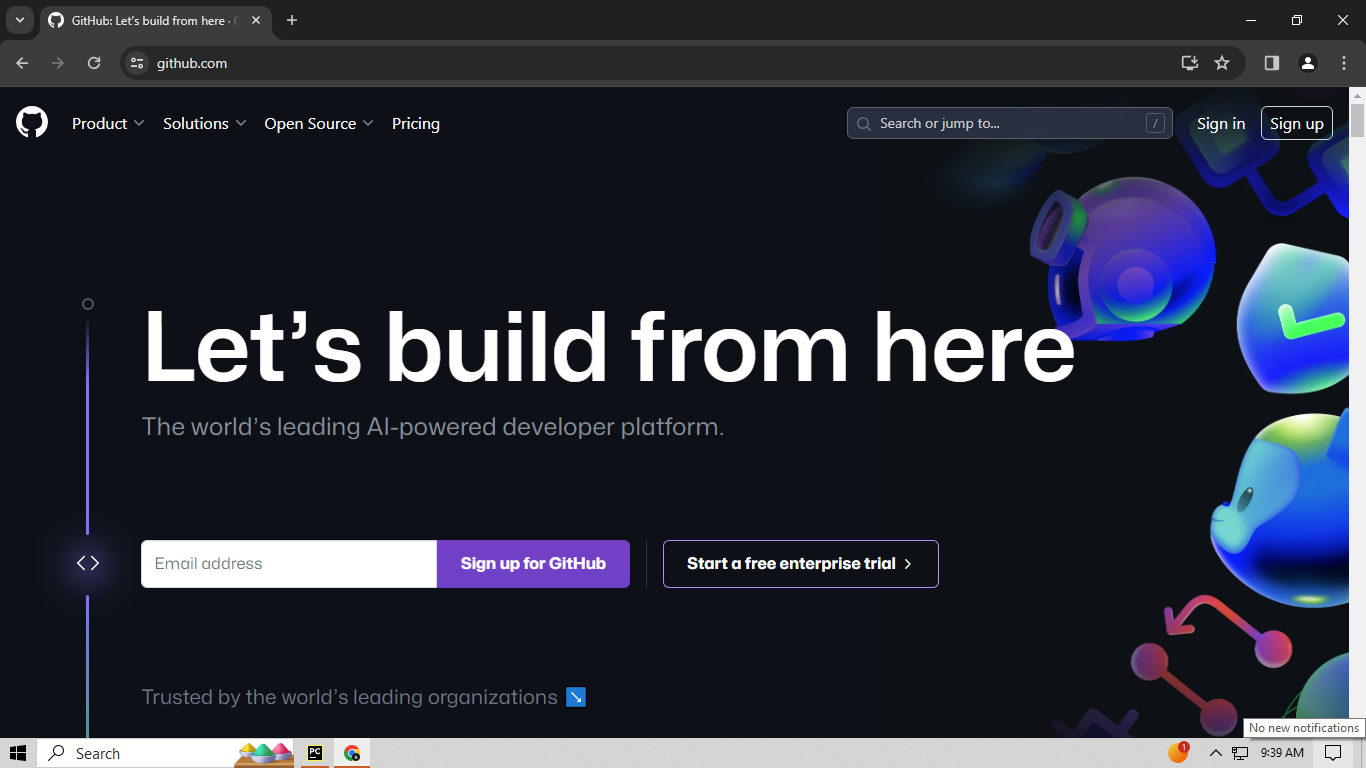 GitHub: Let's build from here ·
github.com
Product
Solutions
Open Source
Pricing
Search or jump to...
/
Sign in
Sign up
Let's build from here
The world's leading AI-powered developer platform.
Email address
Sign up for GitHub
Start a free enterprise trial
Trusted by the world's leading organizations
No new notifications
Search
PC
1
9:39 AM